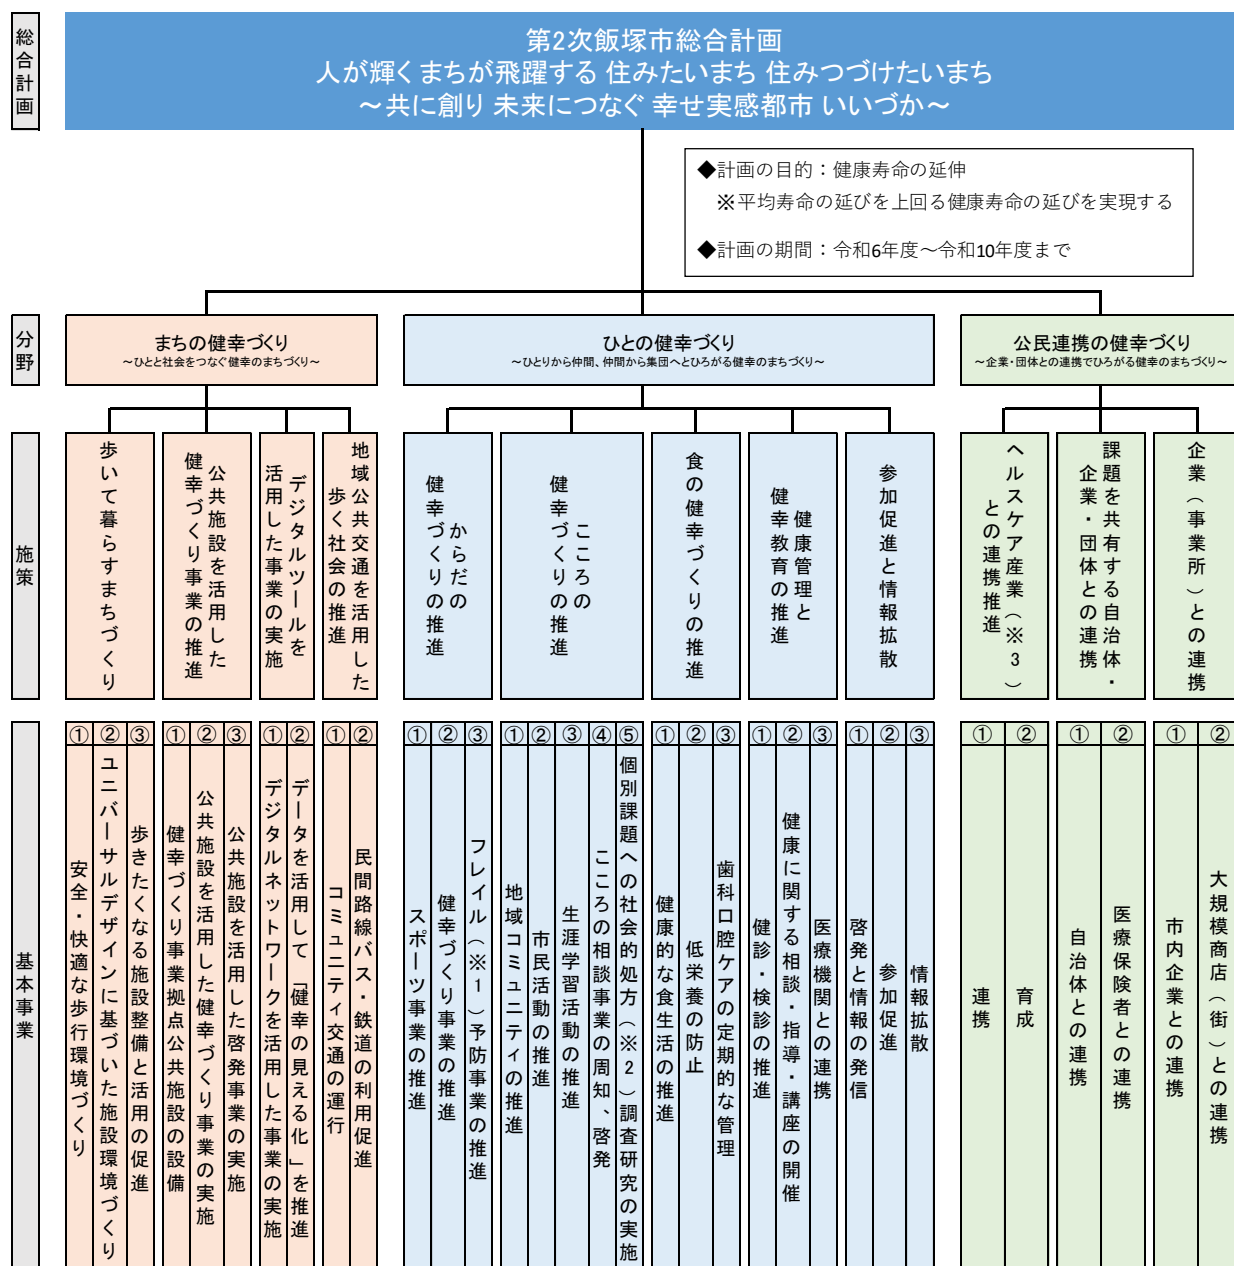 総合計画
第2次飯塚市総合計画
人が輝くまちが飛躍する 住みたいまち 住みつづけたいまち
～共に創り 未来につなぐ 幸せ実感都市 いいづか～
◆計画の目的：健康寿命の延伸
※平均寿命の延びを上回る健康寿命の延びを実現する
◆計画の期間：令和6年度～令和10年度まで
分野
まちの健幸づくり
～ひとと社会をつなぐ健幸のまちづくり～
ひとの健幸づくり
～ひとりから仲間、仲間から集団へとひろがる健幸のまちづくり～
公民連携の健幸づくり
～企業・団体との連携でひろがる健幸のまちづくり～
施策
歩いて暮らすまちづくり
公共施設を活用した
健幸づくり事業の推進
デジタルツールを
活用した事業の実施
地域公共交通を活用した
歩く社会の推進
からだの
健幸づくりの推進
こころの
健幸づくりの推進
食の健幸づくりの推進
健康管理と
健幸教育の推進
参加促進と情報拡散
ヘルスケア産業（※3）
との連携推進
課題を共有する自治体・
企業・団体との連携
企業（事業所）との連携
基本事業
①安全・快適な歩行環境づくり
②ユニバーサルデザインに基づいた施設環境づくり
③歩きたくなる施設整備と活用の促進
①健幸づくり事業拠点公共施設の設備
②公共施設を活用した健幸づくり事業の実施
③公共施設を活用した啓発事業の実施
①デジタルネットワークを活用した事業の実施
②データを活用して「健幸の見える化」を推進
①コミュニティ交通の運行
②民間路線バス・鉄道の利用促進
①スポーツ事業の推進
②健幸づくり事業の推進
③フレイル（※1）予防事業の推進
①地域コミュニティの推進
②市民活動の推進
③生涯学習活動の推進
④こころの相談事業の周知、啓発
⑤個別課題への社会的処方（※2）調査研究の実施
①健康的な食生活の推進
②低栄養の防止
③歯科口腔ケアの定期的な管理
①健診・検診の推進
②健康に関する相談・指導・講座の開催
③医療機関との連携
①啓発と情報の発信
②参加促進
③情報拡散
①連携
②育成
①自治体との連携
②医療保険者との連携
①市内企業との連携
②大規模商店（街）との連携